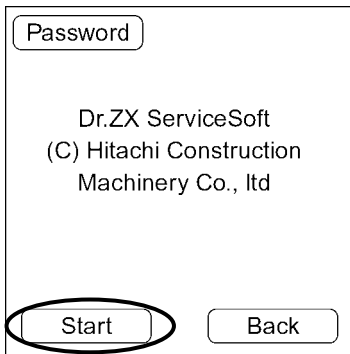 Password
Dr.ZX ServiceSoft
(C) Hitachi Construction
Machinery Co., ltd
Start
Back